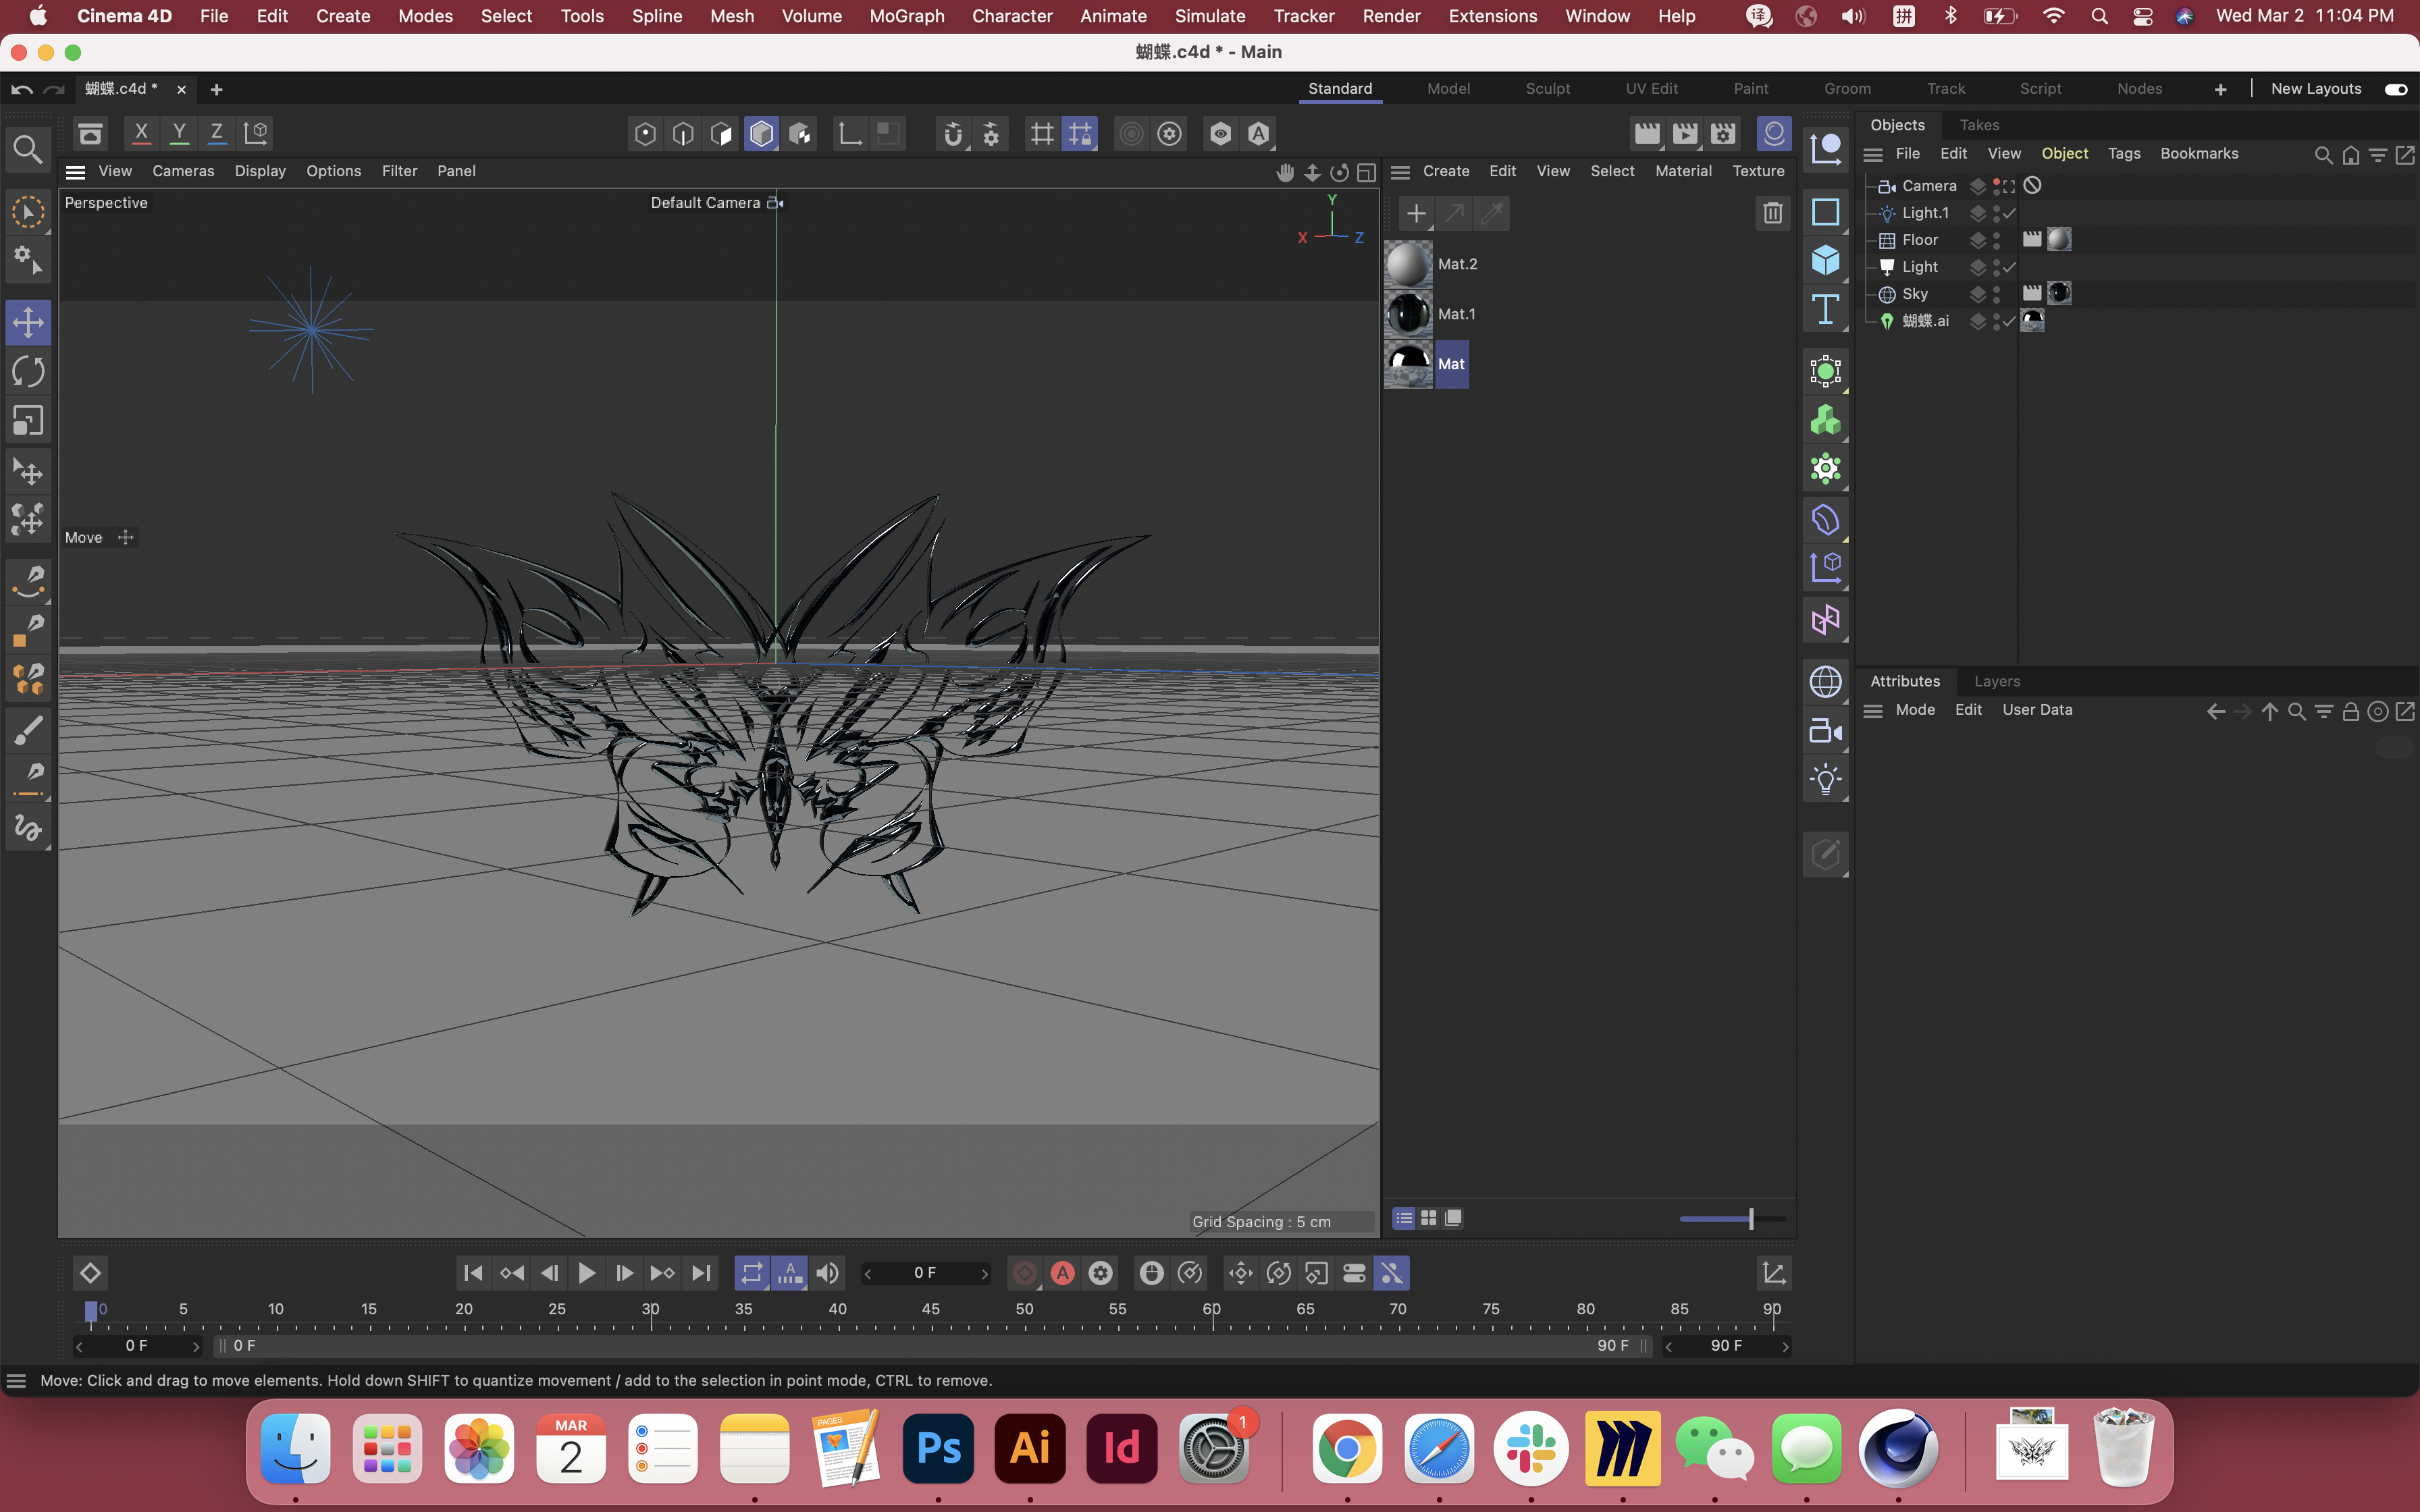 Cinema 4D File Edit Create Modes Select Tools Spline Mesh Volume MoGraph Character Animate Simulate Tracker Render Extensions Window Help 译 拼 Wed Mar 2 11:04 PM
蝴蝶.c4d * - Main
蝴蝶.c4d * × + Standard Model Sculpt UV Edit Paint Groom Track Script Nodes + New Layouts
X Y Z A
Objects Takes
File Edit View Object Tags Bookmarks
View Cameras Display Options Filter Panel
Create Edit View Select Material Texture
Perspective
Default Camera
Y
X Z
Move
Grid Spacing : 5 cm
Mat.2
Mat.1
Mat
T
Camera
Light.1
Floor
Light
Sky
蝴蝶.ai
Attributes Layers
Mode Edit User Data
A 0 F A
0 5 10 15 20 25 30 35 40 45 50 55 60 65 70 75 80 85 90
0 F 0 F 90 F 90 F
Move: Click and drag to move elements. Hold down SHIFT to quantize movement / add to the selection in point mode, CTRL to remove.
MAR
2
PAGES
Ps
Ai
Id
1